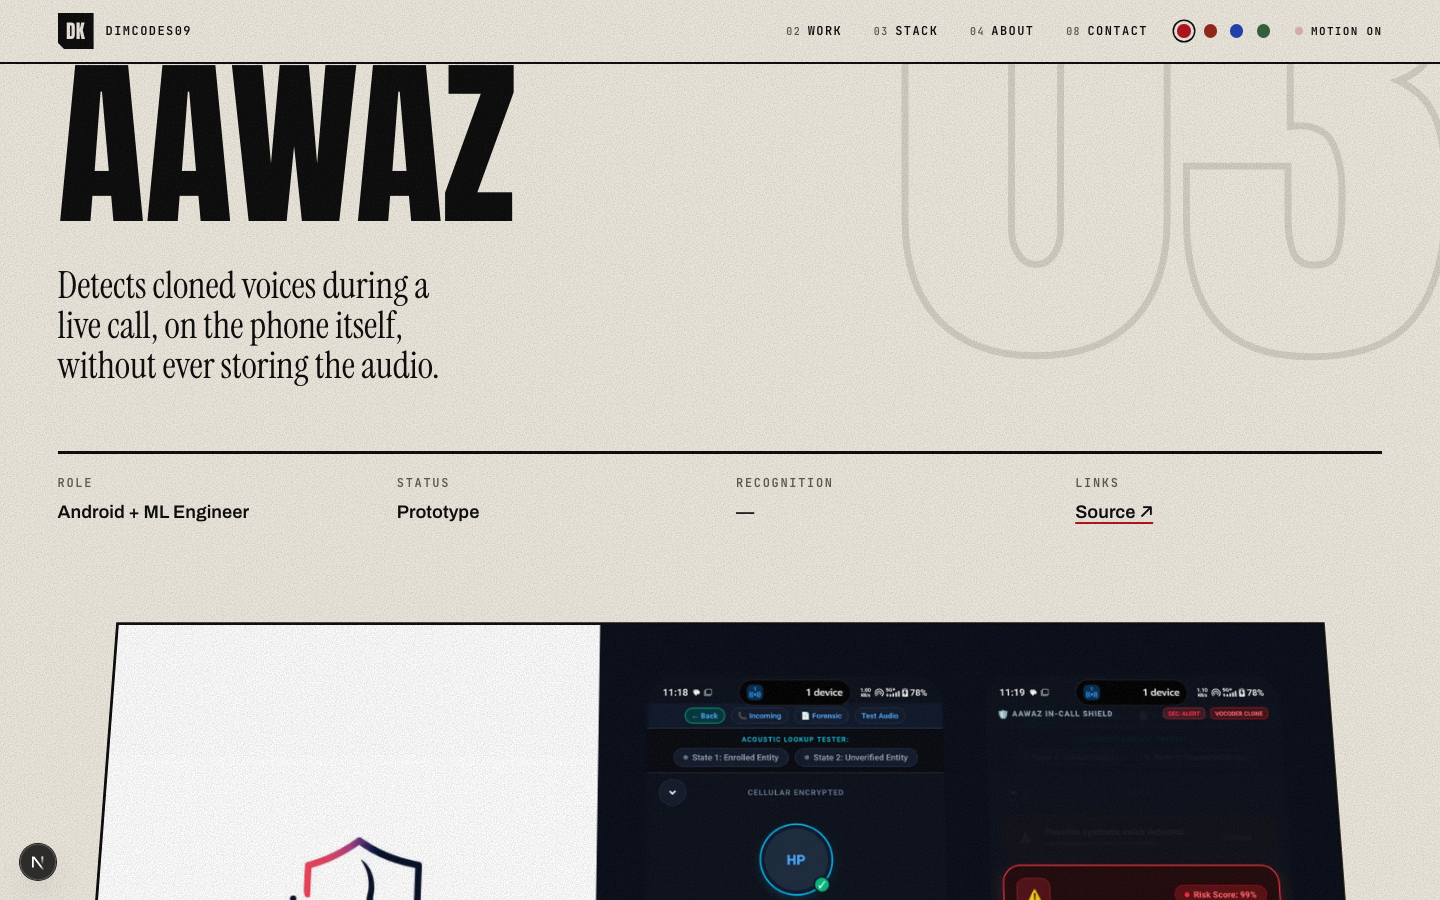 DK
DIMCODES09
02 WORK
03 STACK
04 ABOUT
08 CONTACT
MOTION ON
AAWAZ
03
Detects cloned voices during a
live call, on the phone itself,
without ever storing the audio.
ROLE
Android + ML Engineer
STATUS
Prototype
RECOGNITION
—
LINKS
Source ↗
11:18
1 device
78%
← Back
Incoming
Forensic
Test Audio
ACOUSTIC LOOKUP TESTER:
State 1: Enrolled Entity
State 2: Unverified Entity
CELLULAR ENCRYPTED
HP
11:19
1 device
78%
AAWAZ IN-CALL SHIELD
SEC: ALERT
VOCODER CLONE
Risk Score: 99%
N